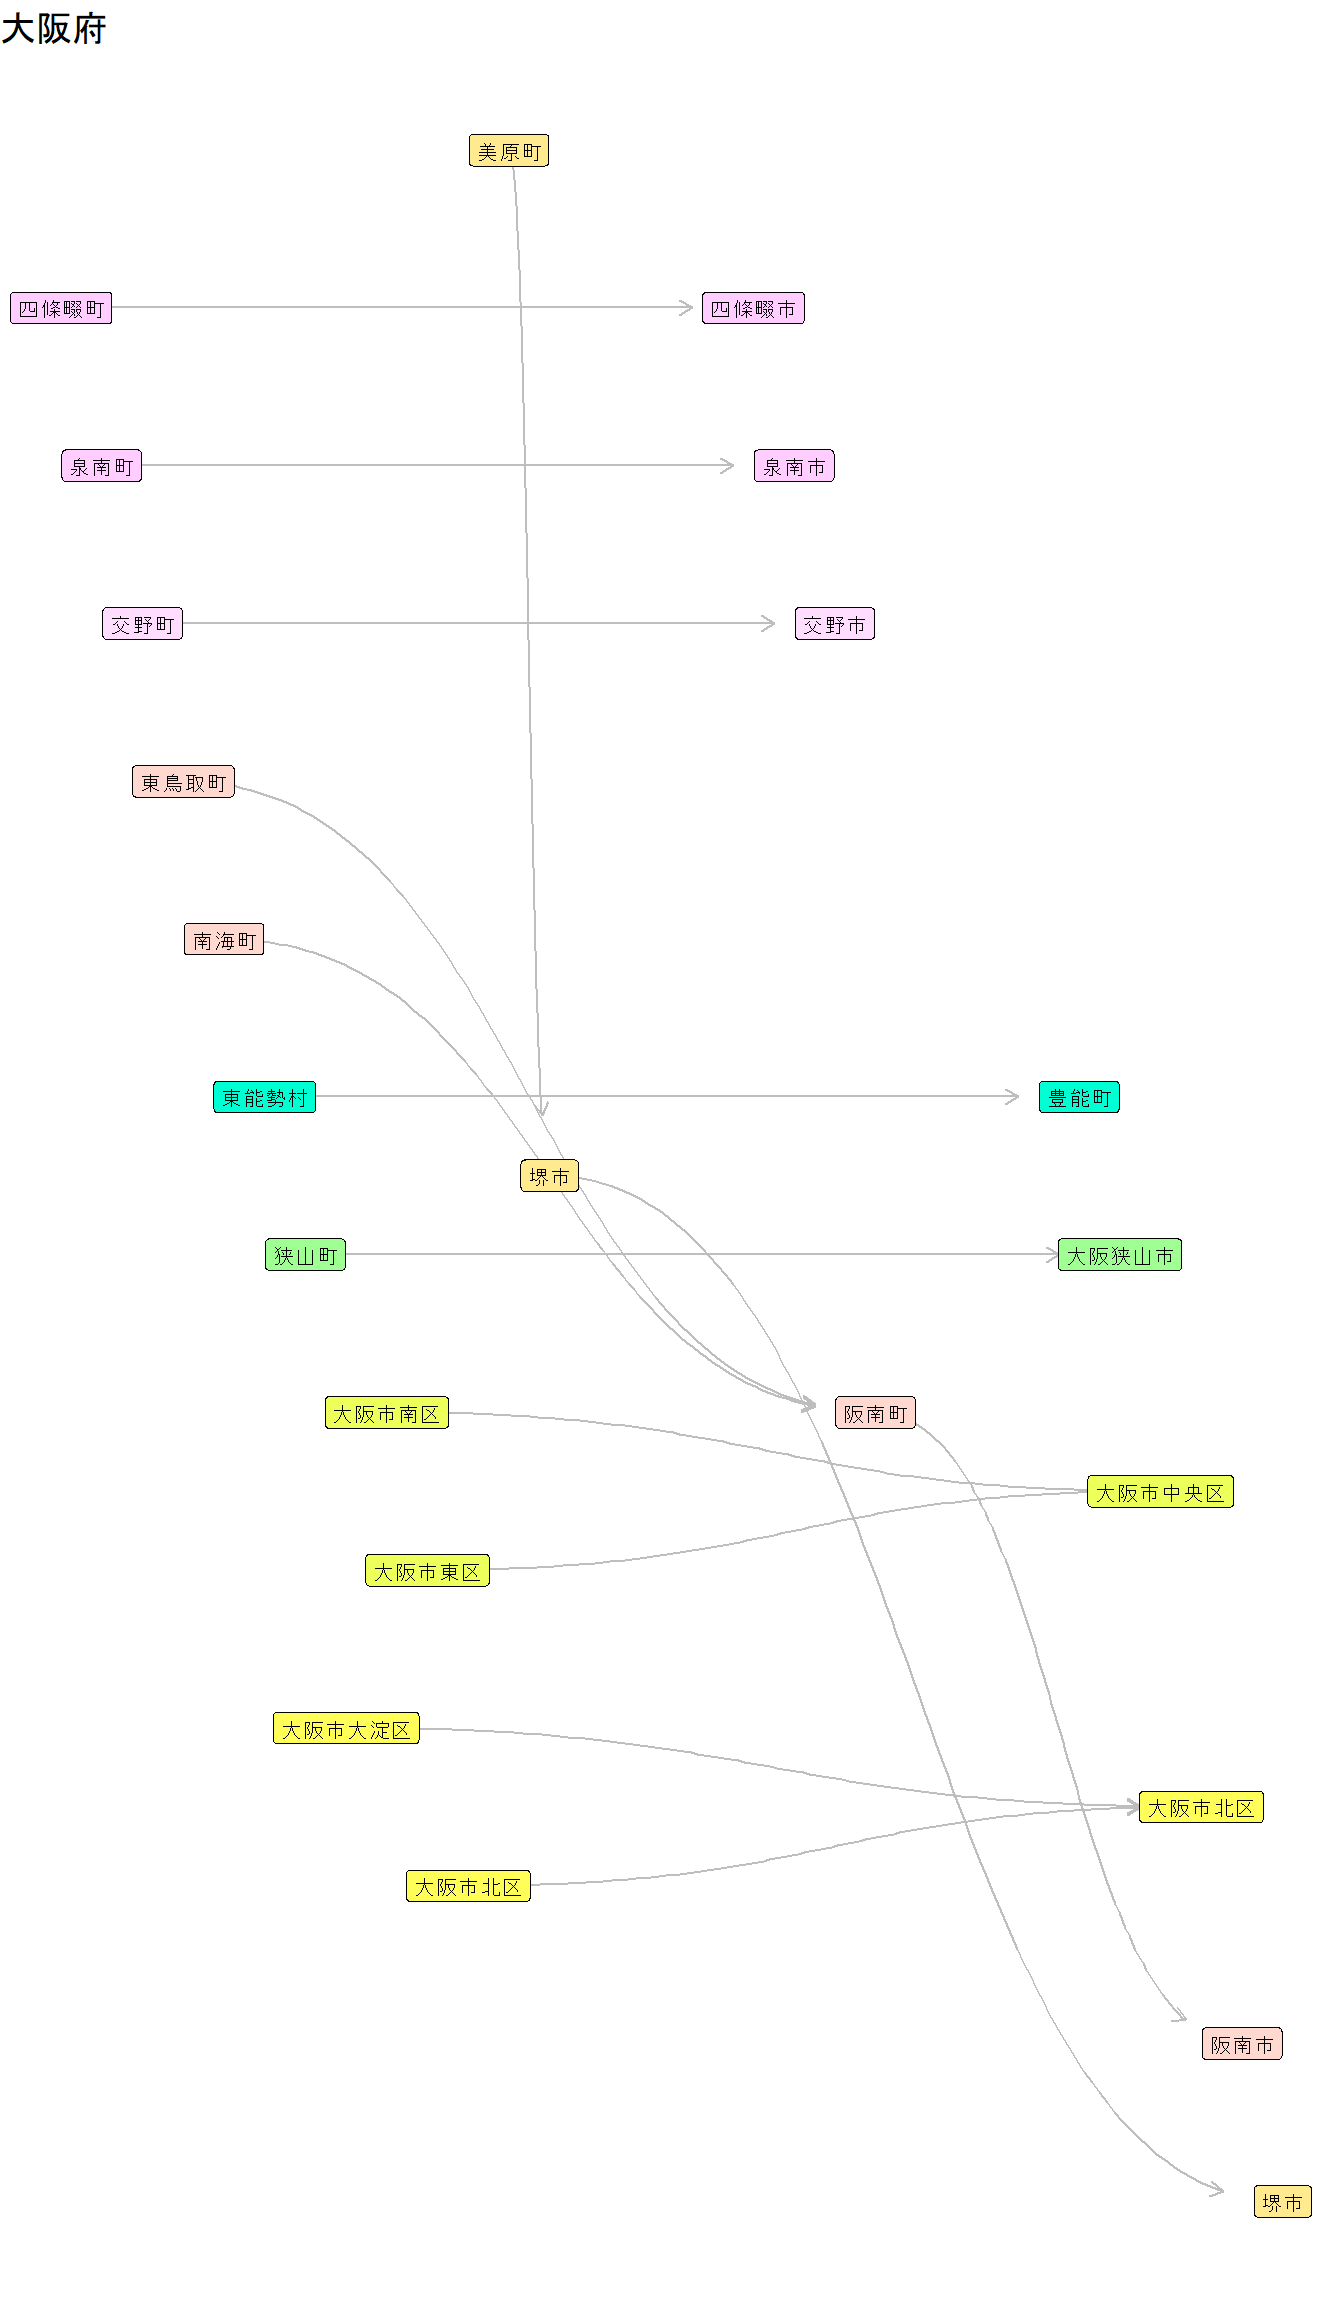 大阪府
美原町
四條畷町
四條畷市
泉南町
泉南市
交野町
交野市
東鳥取町
南海町
東能勢村
豊能町
堺市
狭山町
大阪狭山市
大阪市南区
阪南町
大阪市中央区
大阪市東区
大阪市大淀区
大阪市北区
大阪市北区
阪南市
堺市